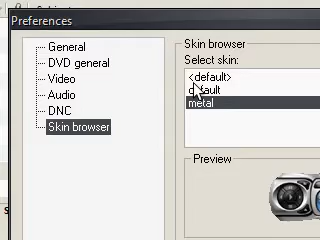 Preferences
General
DVD general
Video
Audio
DNC
Skin browser
Skin browser
Select skin:
<default>
default
metal
Preview